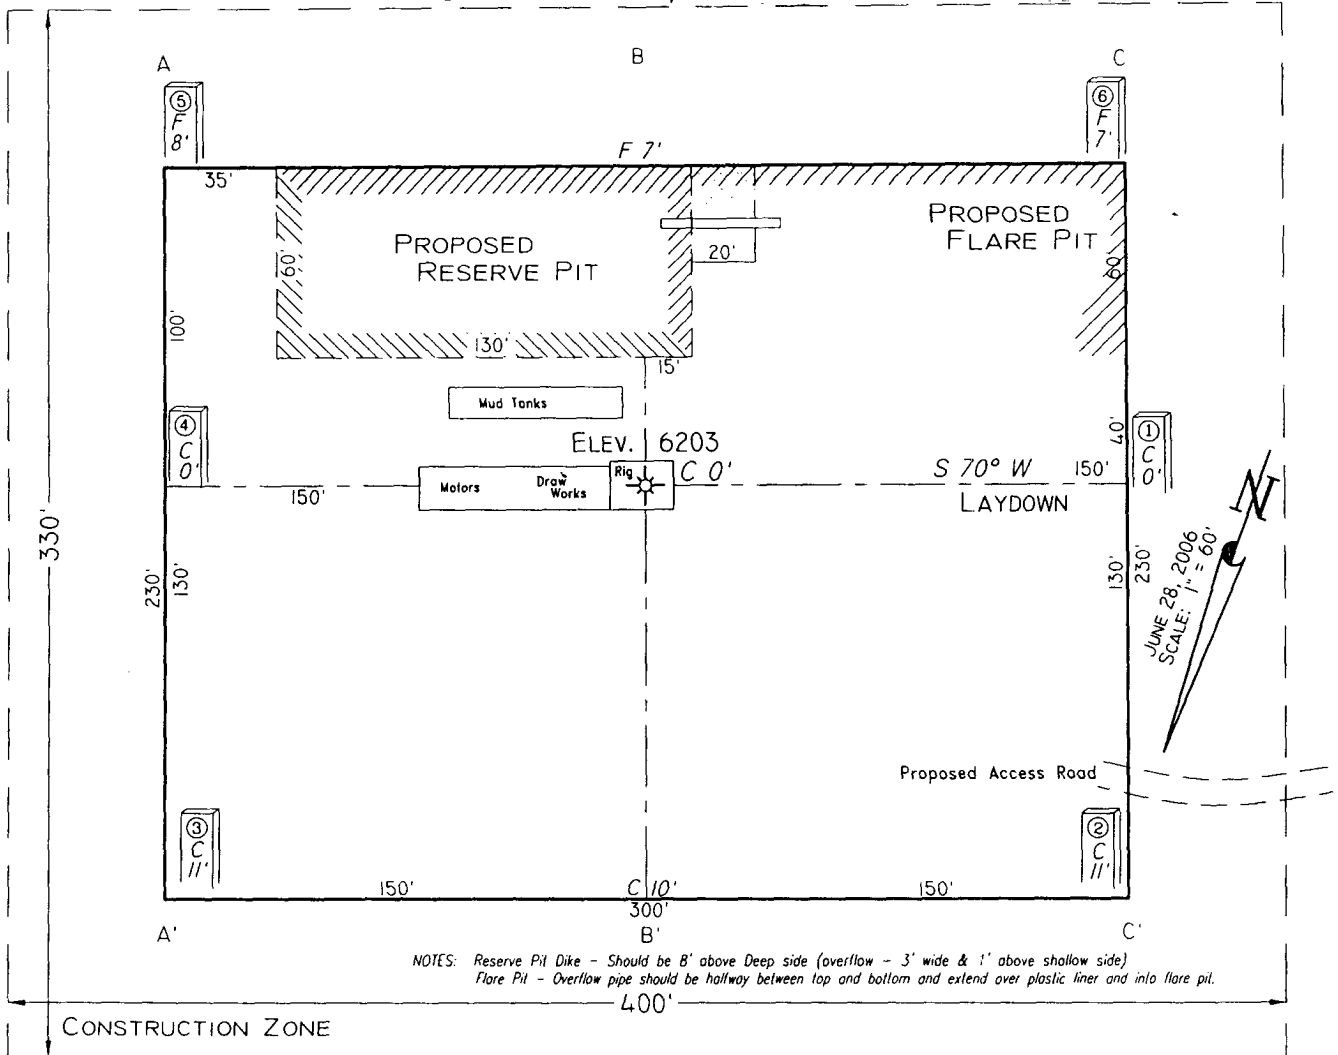 A
B
C
⑤
F
8'
⑥
F
7'
F 7'
35'
PROPOSED
RESERVE PIT
60'
20'
PROPOSED
FLARE PIT
60'
100'
130'
15'
Mud Tanks
④
C
0'
ELEV. 6203
Rig
C 0'
Motors
Draw
Works
150'
S 70° W
150'
LAYDOWN
40'
①
C
0'
N
JUNE 28, 2006
SCALE: 1" = 60'
330'
230'
130'
130'
230'
Proposed Access Road
③
C
11'
②
C
11'
150'
C 10'
150'
300'
A'
B'
C'
NOTES: Reserve Pit Dike - Should be 8' above Deep side (overflow - 3' wide & 1' above shallow side)
Flare Pit - Overflow pipe should be halfway between top and bottom and extend over plastic liner and into flare pit.
400'
CONSTRUCTION ZONE